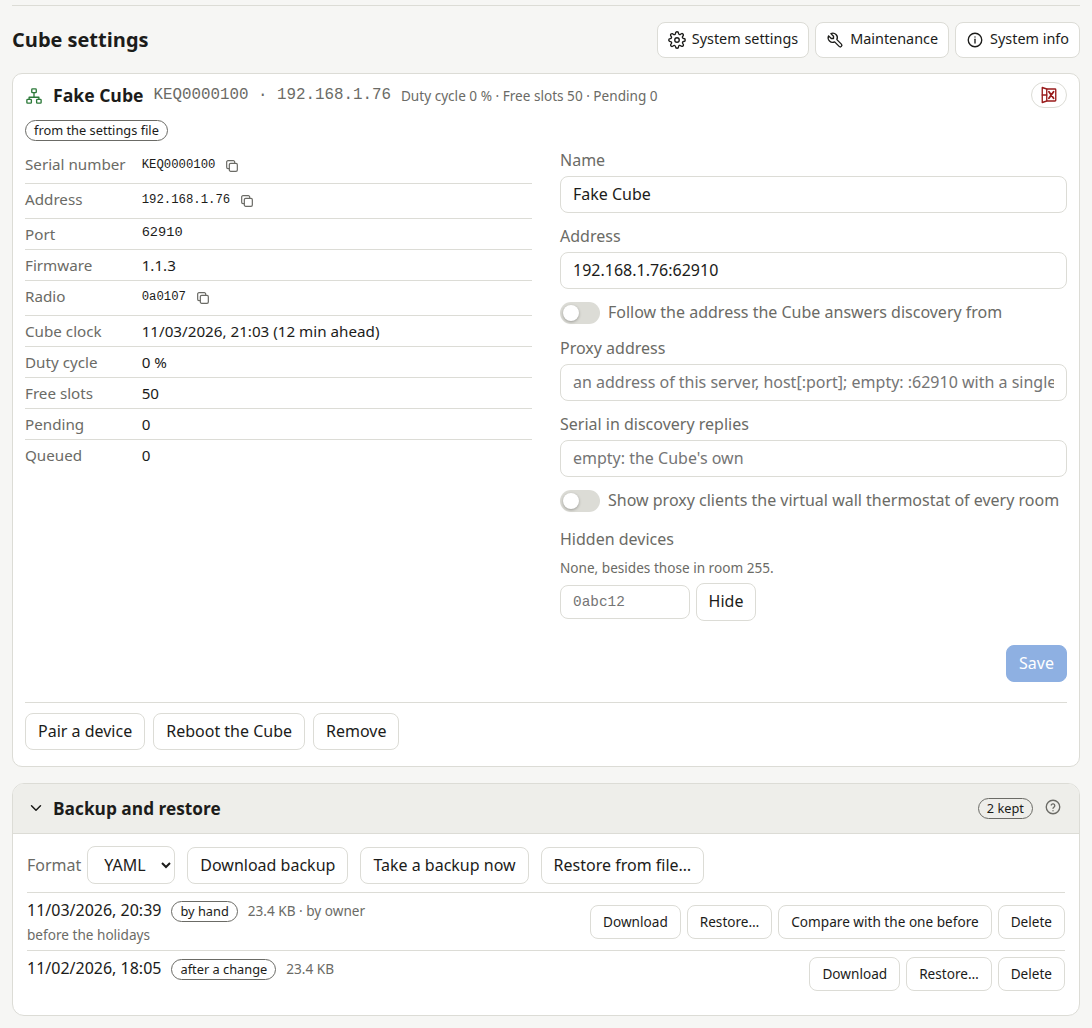 Cube settings
System settings
Maintenance
System info
Fake Cube KEQ0000100 · 192.168.1.76 Duty cycle 0 % · Free slots 50 · Pending 0
from the settings file
Serial number KEQ0000100
Address 192.168.1.76
Port 62910
Firmware 1.1.3
Radio 0a0107
Cube clock 11/03/2026, 21:03 (12 min ahead)
Duty cycle 0 %
Free slots 50
Pending 0
Queued 0
Name
Fake Cube
Address
192.168.1.76:62910
Follow the address the Cube answers discovery from
Proxy address
an address of this server, host[:port]; empty: :62910 with a single
Serial in discovery replies
empty: the Cube's own
Show proxy clients the virtual wall thermostat of every room
Hidden devices
None, besides those in room 255.
0abc12 Hide
Save
Pair a device Reboot the Cube Remove
Backup and restore 2 kept
Format YAML Download backup Take a backup now Restore from file...
11/03/2026, 20:39 by hand 23.4 KB · by owner
before the holidays
Download Restore... Compare with the one before Delete
11/02/2026, 18:05 after a change 23.4 KB
Download Restore... Delete